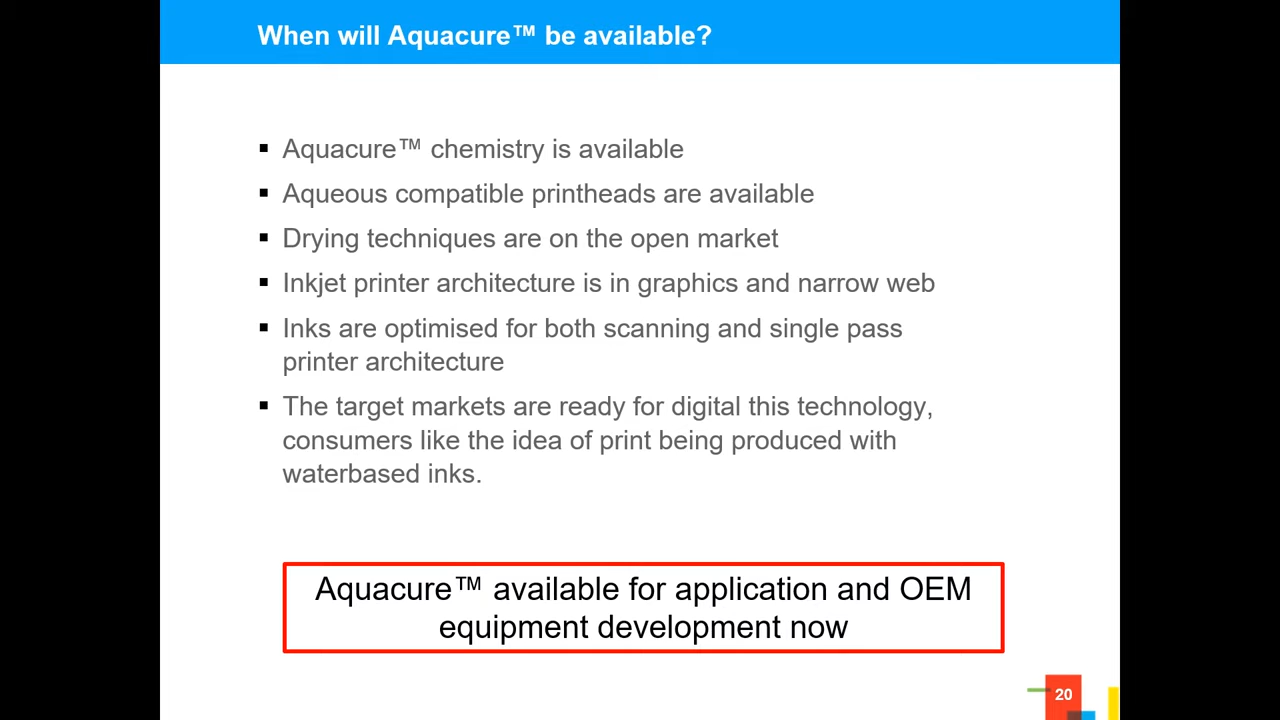 When will Aquacure™ be available?
▪ Aquacure™ chemistry is available
▪ Aqueous compatible printheads are available
▪ Drying techniques are on the open market
▪ Inkjet printer architecture is in graphics and narrow web
▪ Inks are optimised for both scanning and single pass
printer architecture
▪ The target markets are ready for digital this technology,
consumers like the idea of print being produced with
waterbased inks.
Aquacure™ available for application and OEM
equipment development now
20